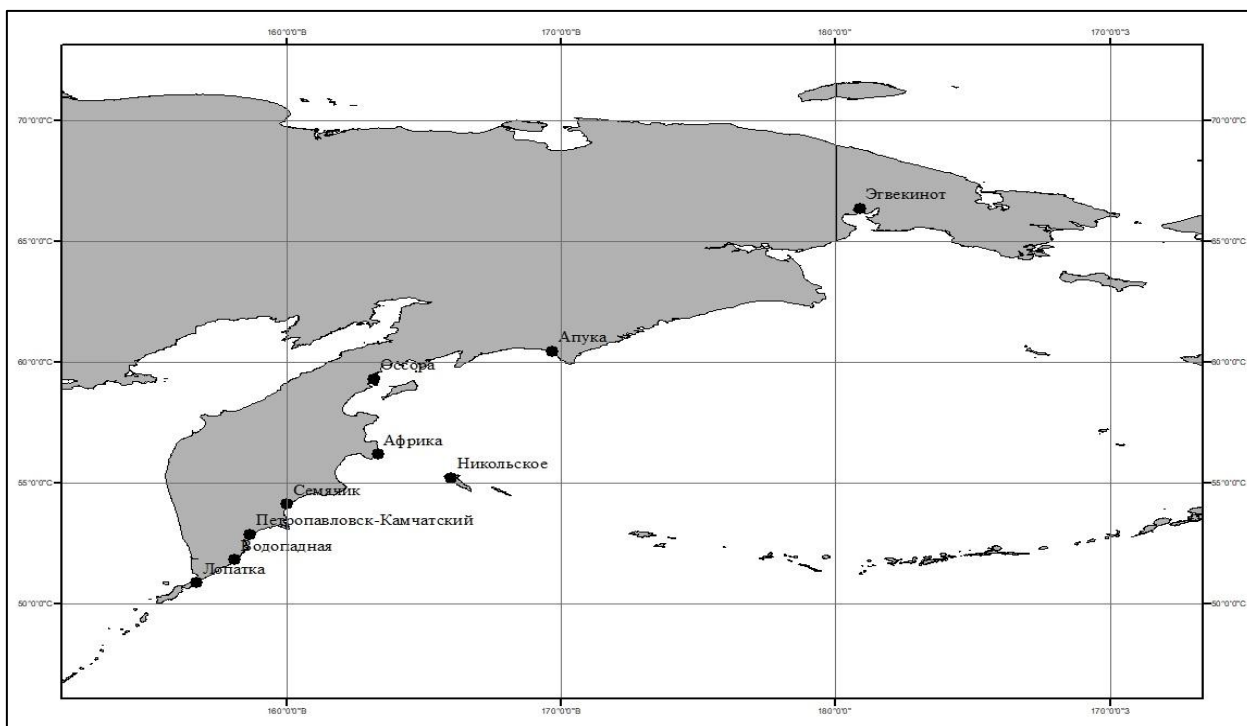 160°0'0"В 170°0'0"В 180°0'0" 170°0'0"З
70°0'0"С 70°0'0"С
Эгвекинот
65°0'0"С 65°0'0"С
Апука
60°0'0"С 60°0'0"С
Оссора
Африка
Никольское
55°0'0"С 55°0'0"С
Семячик
Петропавловск-Камчатский
Водопадная
Лопатка
50°0'0"С 50°0'0"С
160°0'0"В 170°0'0"В 180°0'0" 170°0'0"З